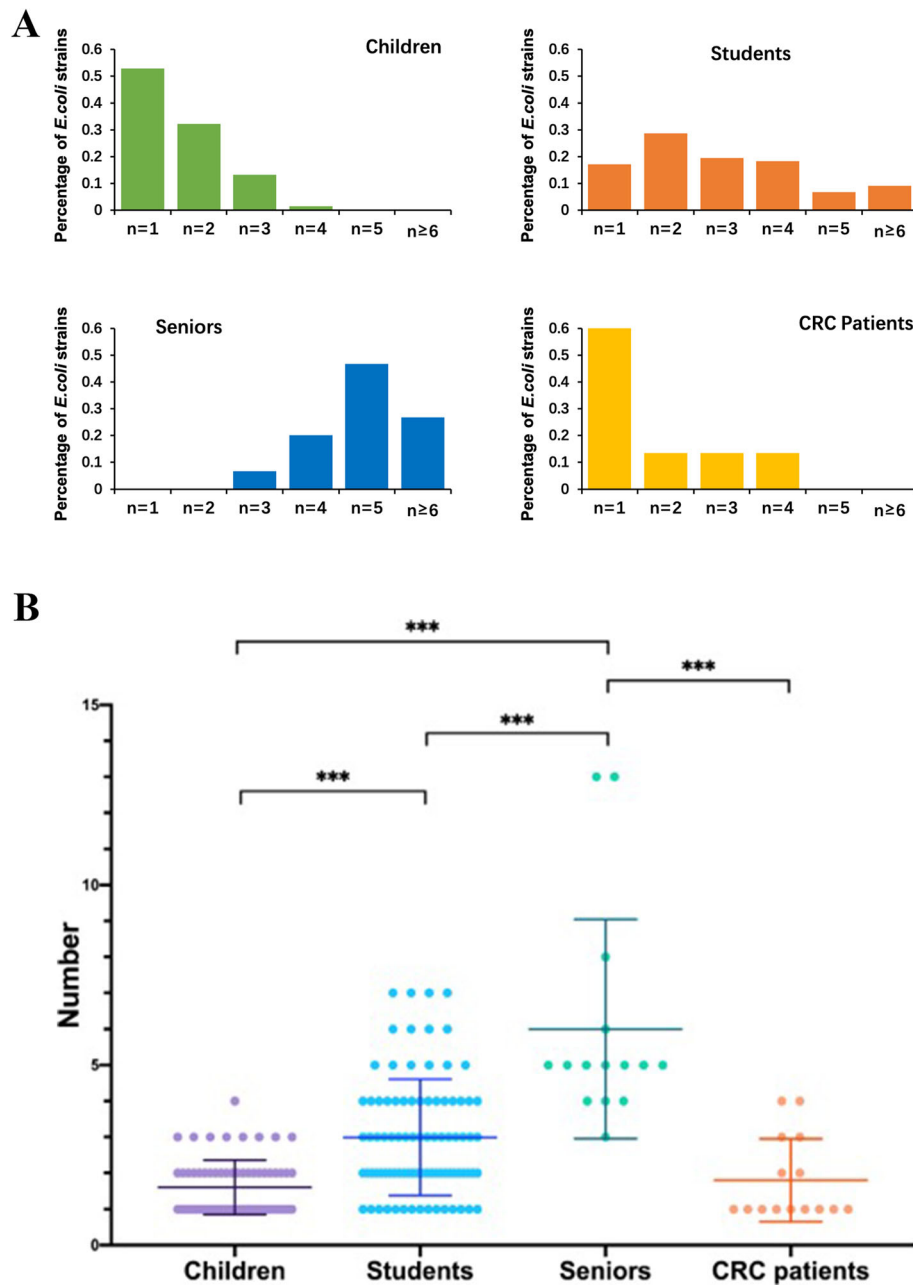 A
Children
Percentage of E.coli strains
0.6
0.5
0.4
0.3
0.2
0.1
0
n=1 n=2 n=3 n=4 n=5 n≥6
Students
Percentage of E.coli strains
0.6
0.5
0.4
0.3
0.2
0.1
0
n=1 n=2 n=3 n=4 n=5 n≥6
Seniors
Percentage of E.coli strains
0.6
0.5
0.4
0.3
0.2
0.1
0
n=1 n=2 n=3 n=4 n=5 n≥6
CRC Patients
Percentage of E.coli strains
0.6
0.5
0.4
0.3
0.2
0.1
0
n=1 n=2 n=3 n=4 n=5 n≥6
B
***
***
***
***
Number
15
10
5
0
Children Students Seniors CRC patients